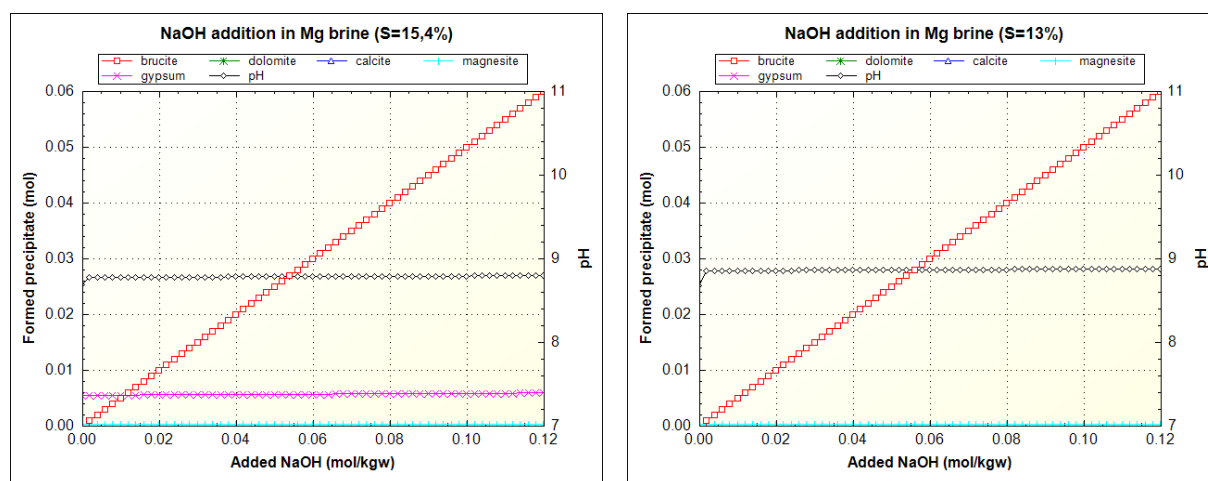 NaOH addition in Mg brine (S=15,4%)
brucite dolomite calcite magnesite
gypsum pH
0.06 11
0.05
10
0.04
0.03 9
0.02
8
0.01
0.00 7
0.00 0.02 0.04 0.06 0.08 0.10 0.12
Formed precipitate (mol)
pH
Added NaOH (mol/kgw)
NaOH addition in Mg brine (S=13%)
brucite dolomite calcite magnesite
gypsum pH
0.06 11
0.05
10
0.04
0.03 9
0.02
8
0.01
0.00 7
0.00 0.02 0.04 0.06 0.08 0.10 0.12
Formed precipitate (mol)
pH
Added NaOH (mol/kgw)